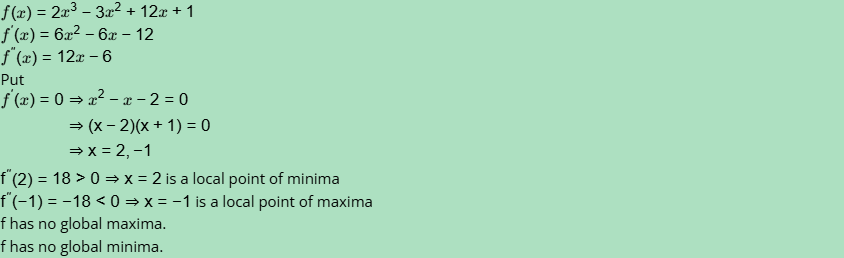 f(x) = 2x³ – 3x² + 12x + 1
f′(x) = 6x² – 6x – 12
f″(x) = 12x – 6
Put
f′(x) = 0 ⇒ x² – x – 2 = 0
⇒ (x – 2)(x + 1) = 0
⇒ x = 2, –1
f″(2) = 18 > 0 ⇒ x = 2 is a local point of minima
f″(–1) = –18 < 0 ⇒ x = –1 is a local point of maxima
f has no global maxima.
f has no global minima.